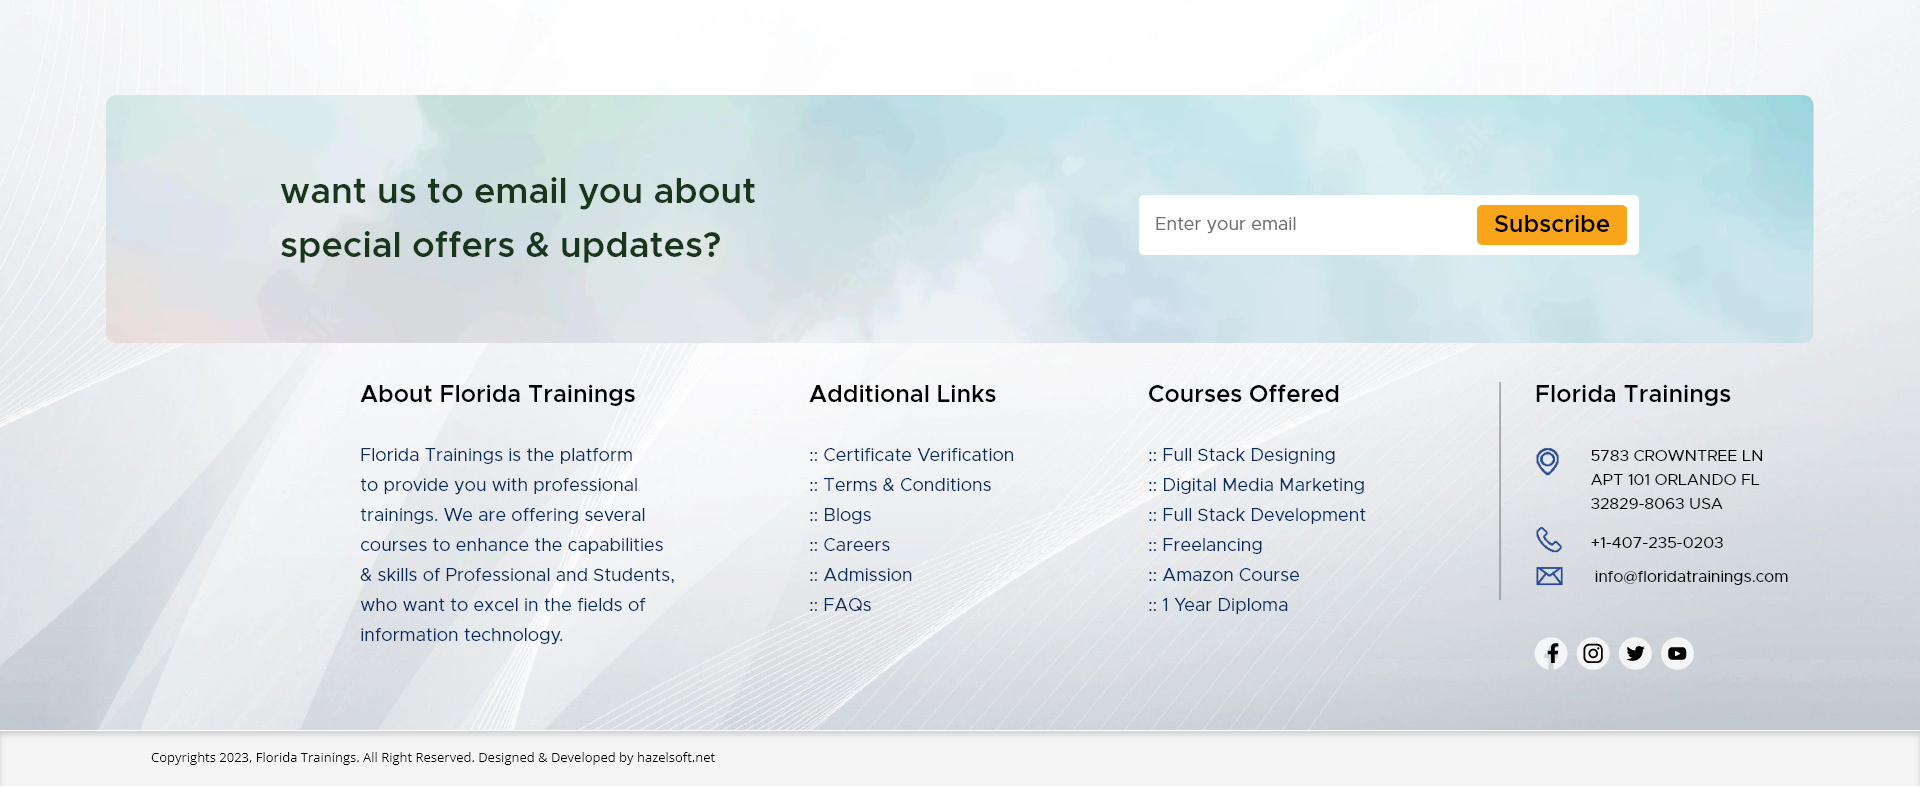 want us to email you about
special offers & updates?
Enter your email
Subscribe
About Florida Trainings
Florida Trainings is the platform
to provide you with professional
trainings. We are offering several
courses to enhance the capabilities
& skills of Professional and Students,
who want to excel in the fields of
information technology.
Additional Links
:: Certificate Verification
:: Terms & Conditions
:: Blogs
:: Careers
:: Admission
:: FAQs
Courses Offered
:: Full Stack Designing
:: Digital Media Marketing
:: Full Stack Development
:: Freelancing
:: Amazon Course
:: 1 Year Diploma
Florida Trainings
5783 CROWNTREE LN
APT 101 ORLANDO FL
32829-8063 USA
+1-407-235-0203
info@floridatrainings.com
Copyrights 2023, Florida Trainings. All Right Reserved. Designed & Developed by hazelsoft.net